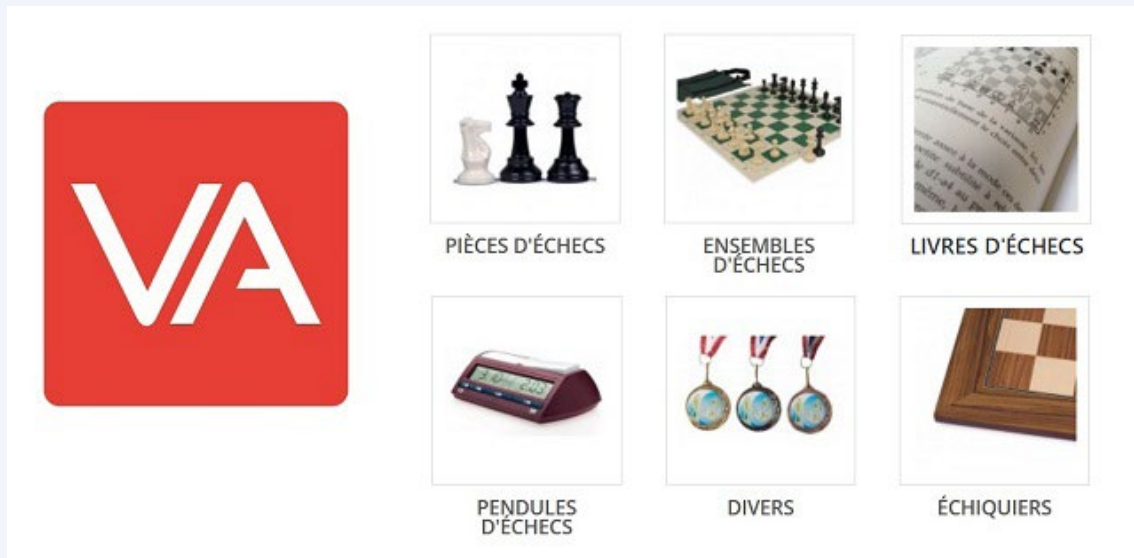 VA
PIÈCES D'ÉCHECS
ENSEMBLES
D'ÉCHECS
LIVRES D'ÉCHECS
PENDULES
D'ÉCHECS
DIVERS
ÉCHIQUIERS